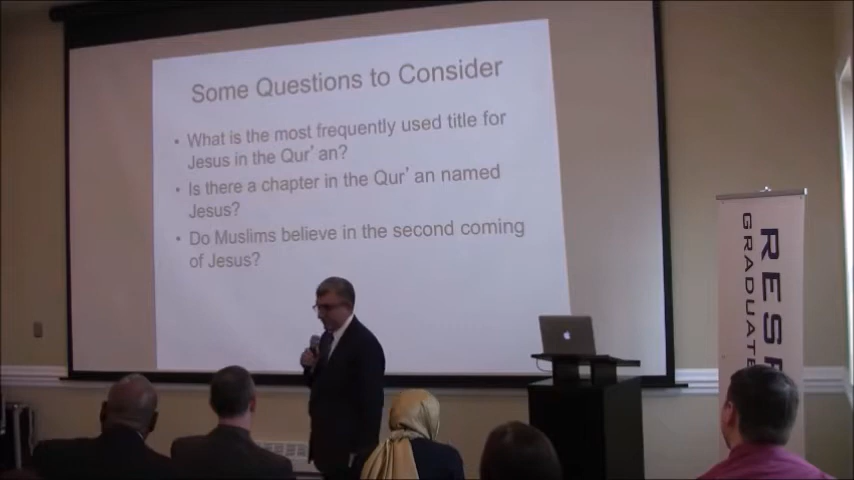 Some Questions to Consider
• What is the most frequently used title for
Jesus in the Qur' an?
• Is there a chapter in the Qur' an named
Jesus?
• Do Muslims believe in the second coming
of Jesus?
RESE
GRADUATE